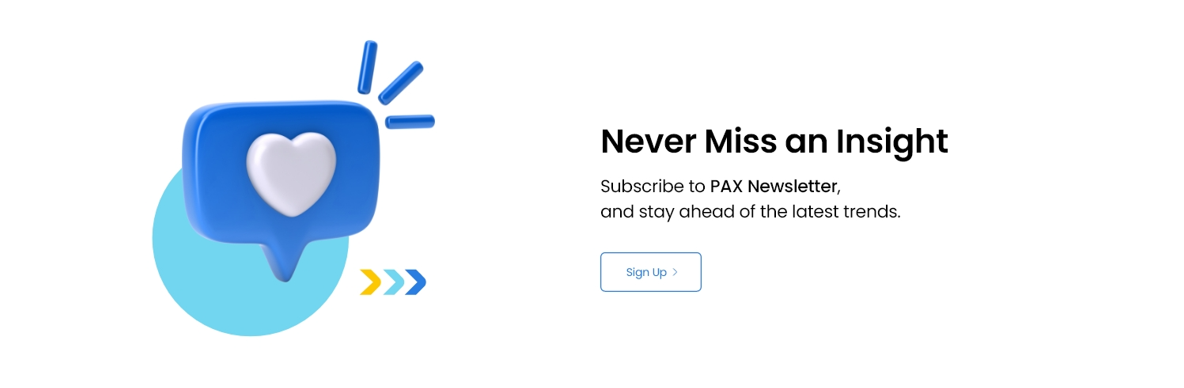 Never Miss an Insight
Subscribe to PAX Newsletter,
and stay ahead of the latest trends.
Sign Up